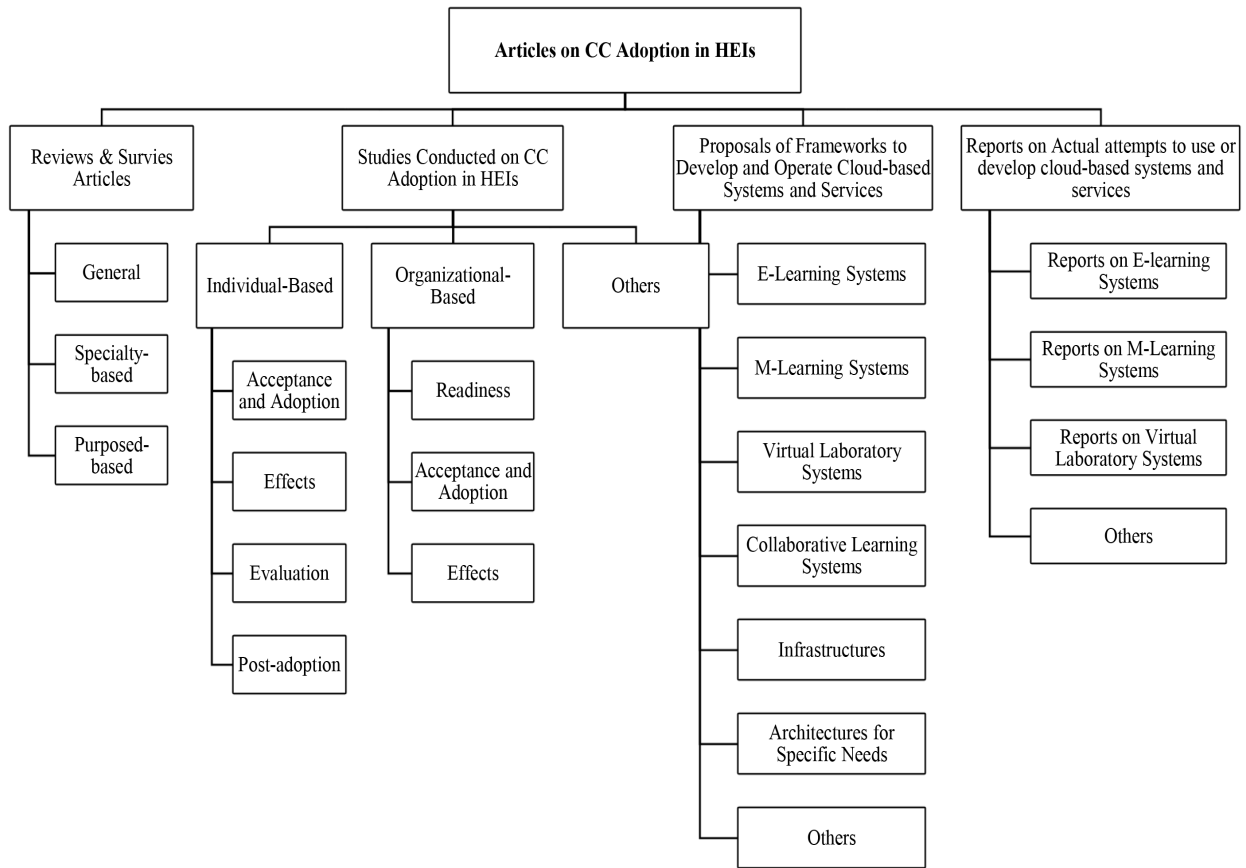 Articles on CC Adoption in HEIs
Reviews & Survies
Articles
Studies Conducted on CC
Adoption in HEIs
Proposals of Frameworks to
Develop and Operate Cloud-based
Systems and Services
Reports on Actual attempts to use or
develop cloud-based systems and
services
General
Specialty-
based
Purposed-
based
Individual-Based
Acceptance
and Adoption
Effects
Evaluation
Post-adoption
Organizational-
Based
Readiness
Acceptance and
Adoption
Effects
Others
E-Learning Systems
M-Learning Systems
Virtual Laboratory
Systems
Collaborative Learning
Systems
Infrastructures
Architectures for
Specific Needs
Others
Reports on E-learning
Systems
Reports on M-Learning
Systems
Reports on Virtual
Laboratory Systems
Others